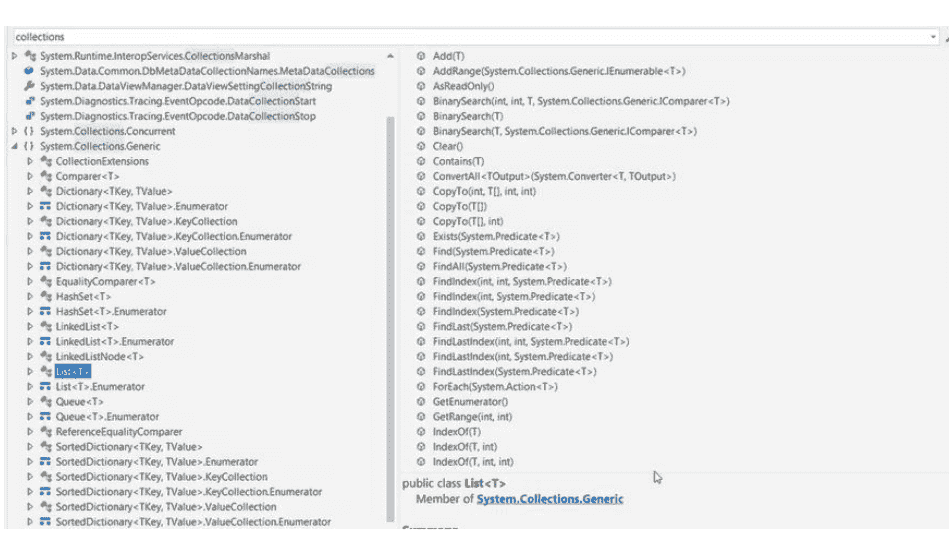 collections
System.Runtime.InteropServices.CollectionsMarshal
System.Data.Common.DbMetaDataCollectionNames.MetaDataCollections
System.Data.DataViewManager.DataViewSettingCollectionString
System.Diagnostics.Tracing.EventOpcode.DataCollectionStart
System.Diagnostics.Tracing.EventOpcode.DataCollectionStop
{} System.Collections.Concurrent
{} System.Collections.Generic
CollectionExtensions
Comparer<T>
Dictionary<TKey, TValue>
Dictionary<TKey, TValue>.Enumerator
Dictionary<TKey, TValue>.KeyCollection
Dictionary<TKey, TValue>.KeyCollection.Enumerator
Dictionary<TKey, TValue>.ValueCollection
Dictionary<TKey, TValue>.ValueCollection.Enumerator
EqualityComparer<T>
HashSet<T>
HashSet<T>.Enumerator
LinkedList<T>
LinkedList<T>.Enumerator
LinkedListNode<T>
List<T>
List<T>.Enumerator
Queue<T>
Queue<T>.Enumerator
ReferenceEqualityComparer
SortedDictionary<TKey, TValue>
SortedDictionary<TKey, TValue>.Enumerator
SortedDictionary<TKey, TValue>.KeyCollection
SortedDictionary<TKey, TValue>.KeyCollection.Enumerator
SortedDictionary<TKey, TValue>.ValueCollection
SortedDictionary<TKey, TValue>.ValueCollection.Enumerator
Add(T)
AddRange(System.Collections.Generic.IEnumerable<T>)
AsReadOnly()
BinarySearch(int, int, T, System.Collections.Generic.IComparer<T>)
BinarySearch(T)
BinarySearch(T, System.Collections.Generic.IComparer<T>)
Clear()
Contains(T)
ConvertAll<TOutput>(System.Converter<T, TOutput>)
CopyTo(int, T[], int, int)
CopyTo(T[])
CopyTo(T[], int)
Exists(System.Predicate<T>)
Find(System.Predicate<T>)
FindAll(System.Predicate<T>)
FindIndex(int, int, System.Predicate<T>)
FindIndex(int, System.Predicate<T>)
FindIndex(System.Predicate<T>)
FindLast(System.Predicate<T>)
FindLastIndex(int, int, System.Predicate<T>)
FindLastIndex(int, System.Predicate<T>)
FindLastIndex(System.Predicate<T>)
ForEach(System.Action<T>)
GetEnumerator()
GetRange(int, int)
IndexOf(T)
IndexOf(T, int)
IndexOf(T, int, int)
public class List<T>
Member of System.Collections.Generic